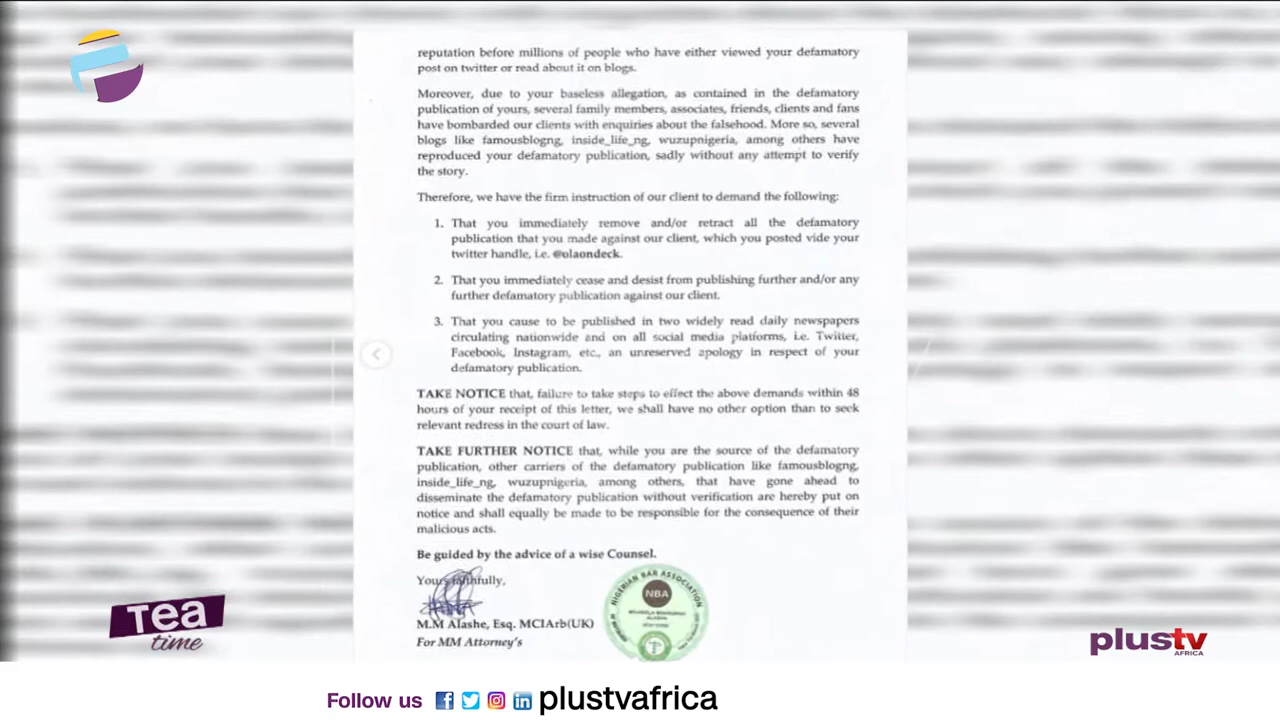 reputation before millions of people who have either viewed your defamatory
post on twitter or read about it on blogs.
Moreover, due to your baseless allegation, as contained in the defamatory
publication of yours, several family members, associates, friends, clients and fans
have bombarded our clients with enquiries about the falsehood. More so, several
blogs like famousblogng, inside_life_ng, wuzupnigeria, among others have
reproduced your defamatory publication, sadly without any attempt to verify
the story.
Therefore, we have the firm instruction of our client to demand the following:
1. That you immediately remove and/or retract all the defamatory
publication that you made against our client, which you posted vide your
twitter handle, i.e. @olaondeck.
2. That you immediately cease and desist from publishing further and/or any
further defamatory publication against our client.
3. That you cause to be published in two widely read daily newspapers
circulating nationwide and on all social media platforms, i.e. Twitter,
Facebook, Instagram, etc., an unreserved apology in respect of your
defamatory publication.
TAKE NOTICE that, failure to take steps to effect the above demands within 48
hours of your receipt of this letter, we shall have no other option than to seek
relevant redress in the court of law.
TAKE FURTHER NOTICE that, while you are the source of the defamatory
publication, other carriers of the defamatory publication like famousblogng,
inside_life_ng, wuzupnigeria, among others, that have gone ahead to
disseminate the defamatory publication without verification are hereby put on
notice and shall equally be made to be responsible for the consequence of their
malicious acts.
Be guided by the advice of a wise Counsel.
Yours faithfully,
M.M Alashe, Esq. MCIArb(UK)
For MM Attorney's
NIGERIAN BAR ASSOCIATION
NBA
Tea
time
plustv
AFRICA
Follow us plustvafrica